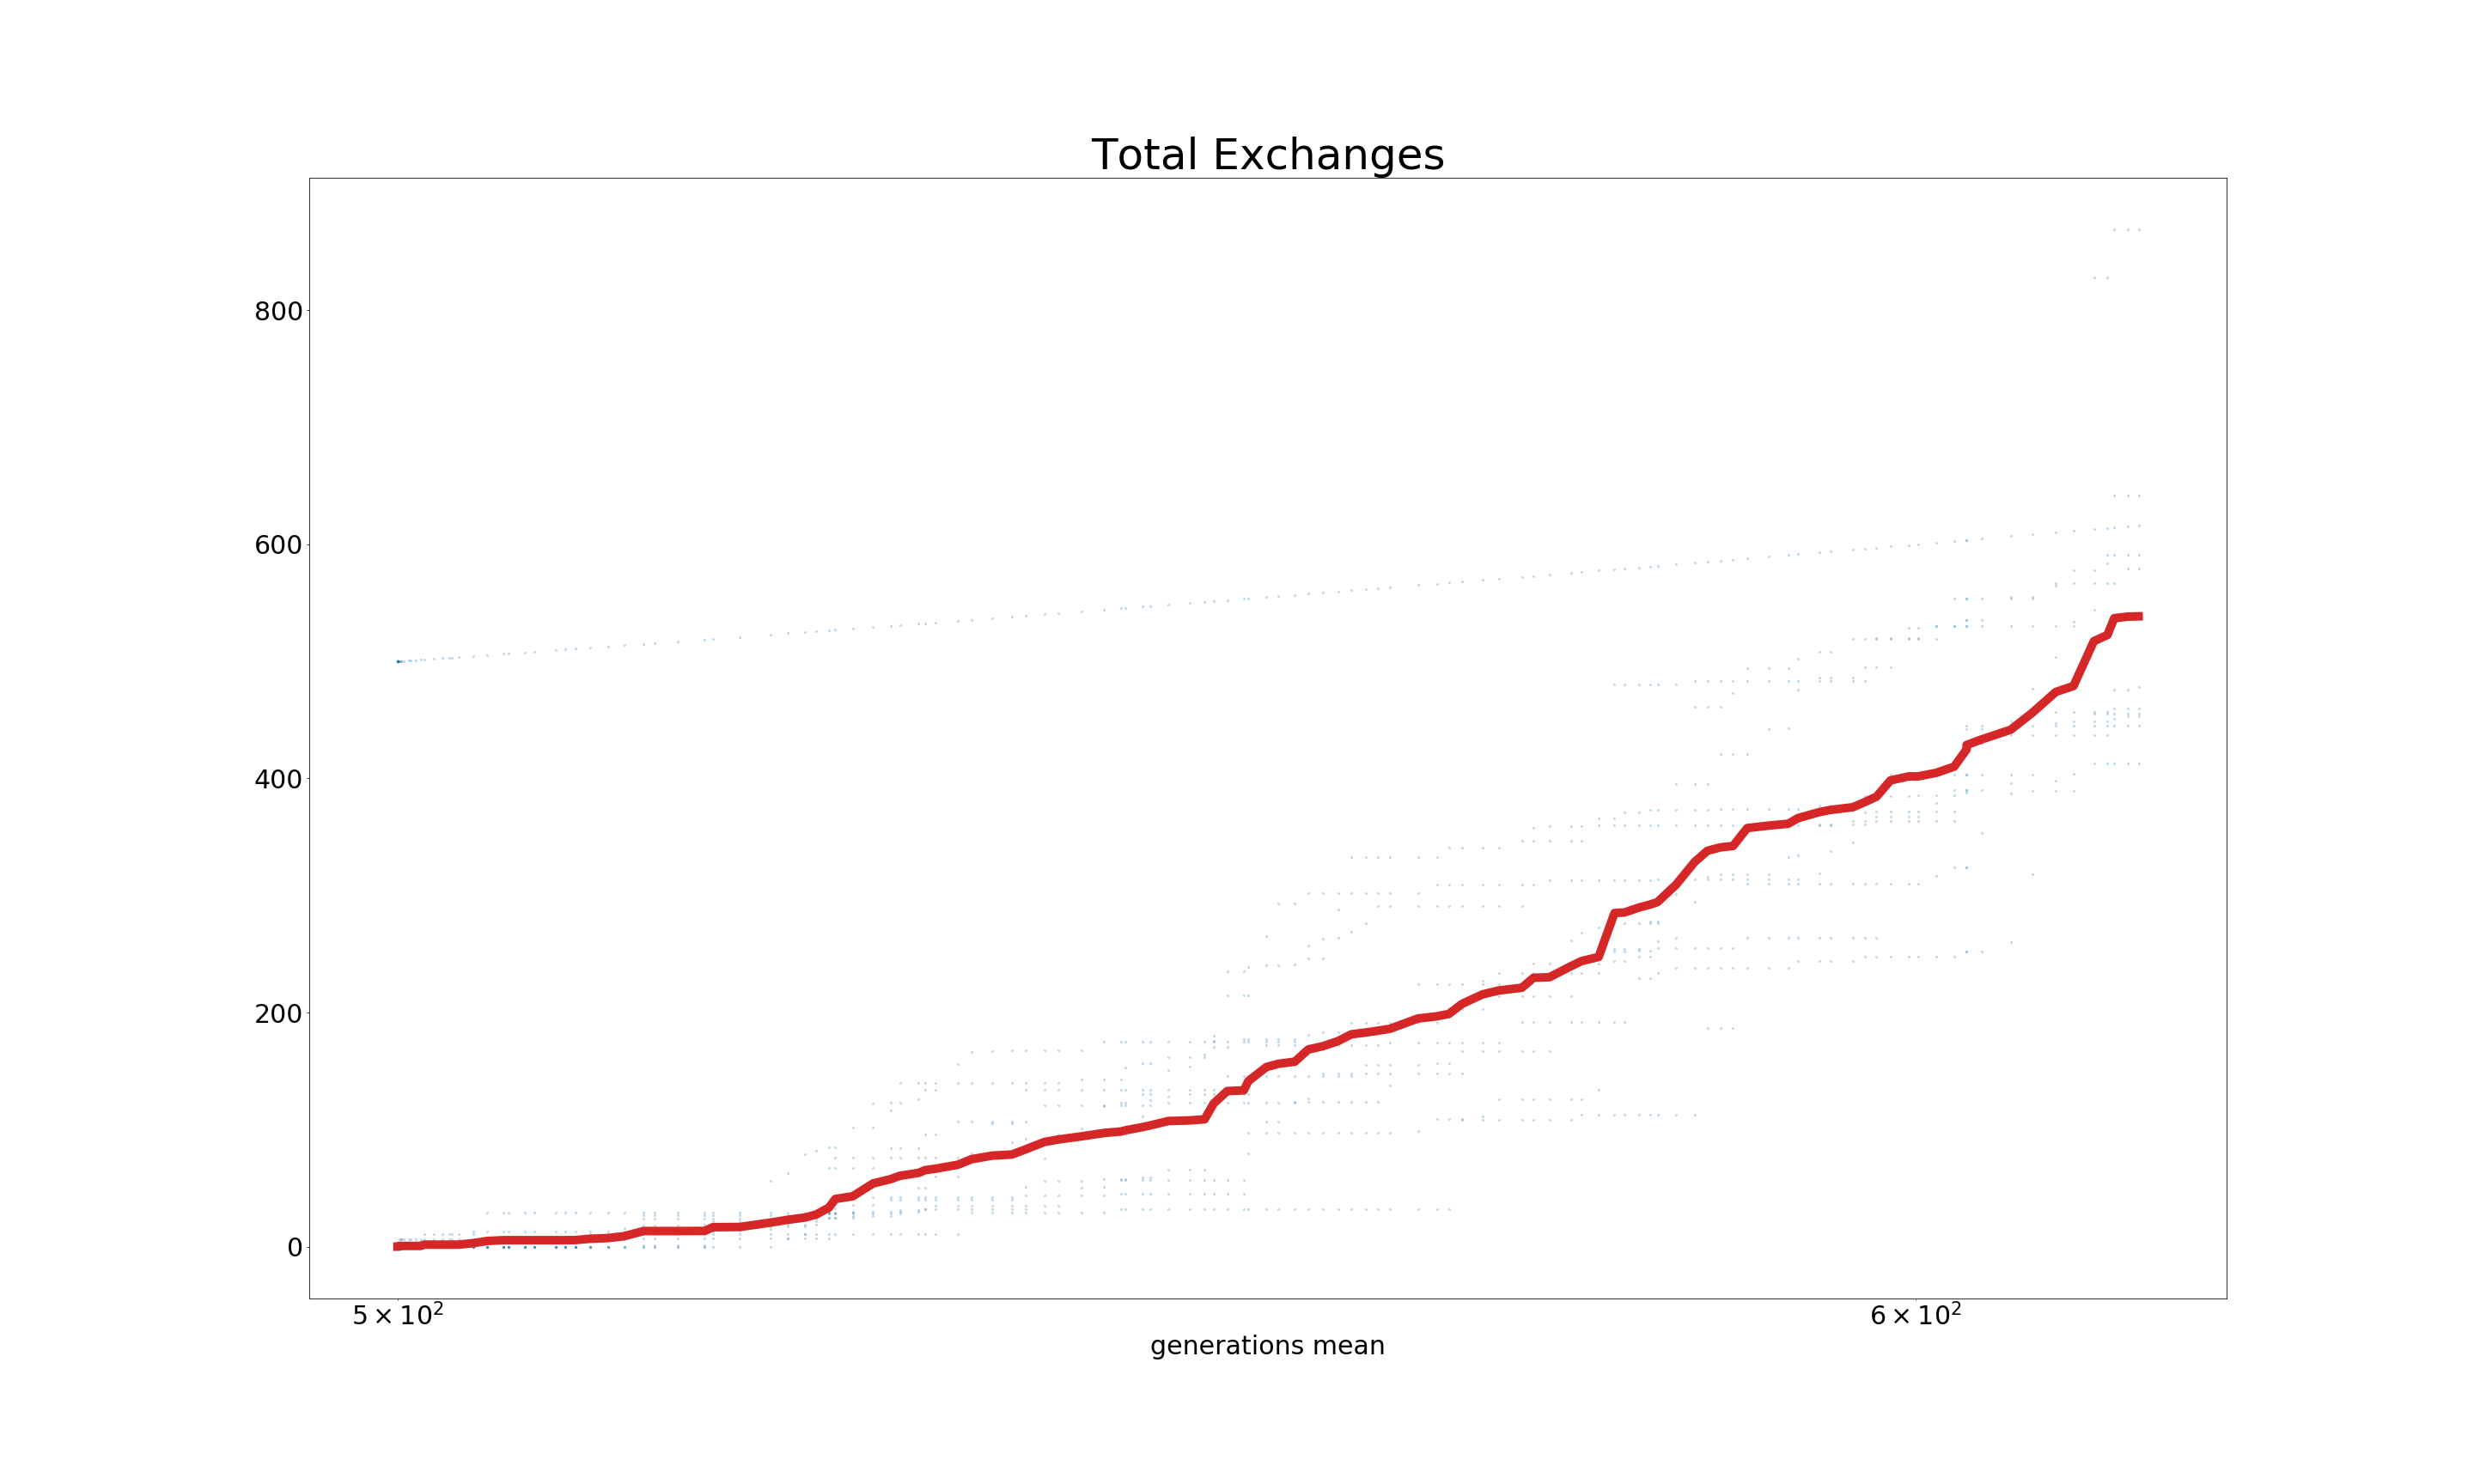 Total Exchanges
800
600
400
200
0
5 × 10²
6 × 10²
generations mean